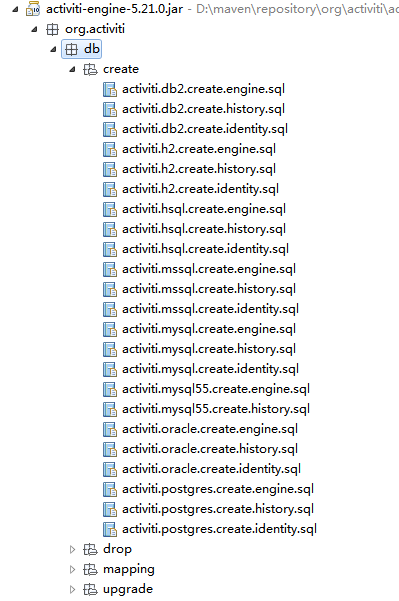 activiti-engine-5.21.0.jar - D:\maven\repository\org\activiti\ac
org.activiti
db
create
activiti.db2.create.engine.sql
activiti.db2.create.history.sql
activiti.db2.create.identity.sql
activiti.h2.create.engine.sql
activiti.h2.create.history.sql
activiti.h2.create.identity.sql
activiti.hsql.create.engine.sql
activiti.hsql.create.history.sql
activiti.hsql.create.identity.sql
activiti.mssql.create.engine.sql
activiti.mssql.create.history.sql
activiti.mssql.create.identity.sql
activiti.mysql.create.engine.sql
activiti.mysql.create.history.sql
activiti.mysql.create.identity.sql
activiti.mysql55.create.engine.sql
activiti.mysql55.create.history.sql
activiti.oracle.create.engine.sql
activiti.oracle.create.history.sql
activiti.oracle.create.identity.sql
activiti.postgres.create.engine.sql
activiti.postgres.create.history.sql
activiti.postgres.create.identity.sql
drop
mapping
upgrade